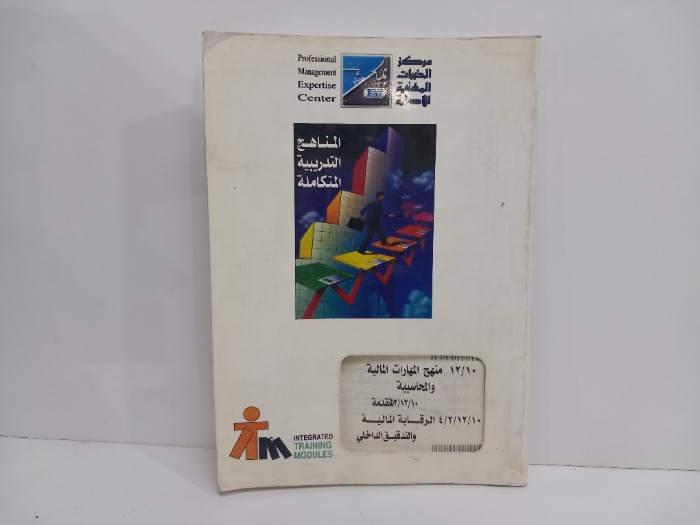 Professional
Management
Expertise
Center
مركز
الخبرات
المهنية
للإدارة
المناهج
التدريبية
المتكاملة
١٢/١٠ منهج المهارات المالية
والمحاسبية
٢/١٢/١٠ المتقدمة
٤/٢/١٢/١٠ الرقابة المالية
والتدقيق الداخلي
INTEGRATED
TRAINING
MODULES